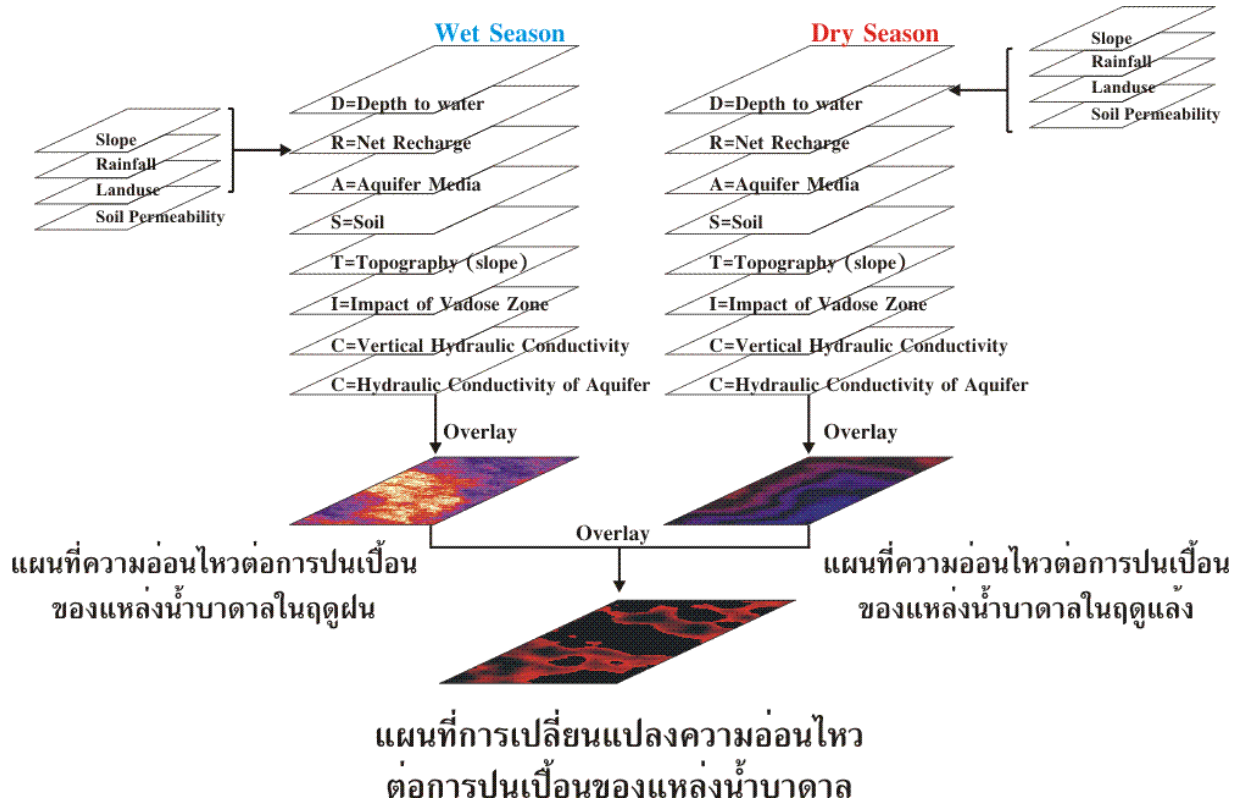 Wet Season
D=Depth to water
R=Net Recharge
A=Aquifer Media
S=Soil
T=Topography (slope)
I=Impact of Vadose Zone
C=Vertical Hydraulic Conductivity
C=Hydraulic Conductivity of Aquifer
Slope
Rainfall
Landuse
Soil Permeability
Overlay
Dry Season
D=Depth to water
R=Net Recharge
A=Aquifer Media
S=Soil
T=Topography (slope)
I=Impact of Vadose Zone
C=Vertical Hydraulic Conductivity
C=Hydraulic Conductivity of Aquifer
Slope
Rainfall
Landuse
Soil Permeability
Overlay
Overlay
แผนที่ความอ่อนไหวต่อการปนเปื้อน
ของแหล่งน้ำบาดาลในฤดูฝน
แผนที่ความอ่อนไหวต่อการปนเปื้อน
ของแหล่งน้ำบาดาลในฤดูแล้ง
แผนที่การเปลี่ยนแปลงความอ่อนไหว
ต่อการปนเปื้อนของแหล่งน้ำบาดาล